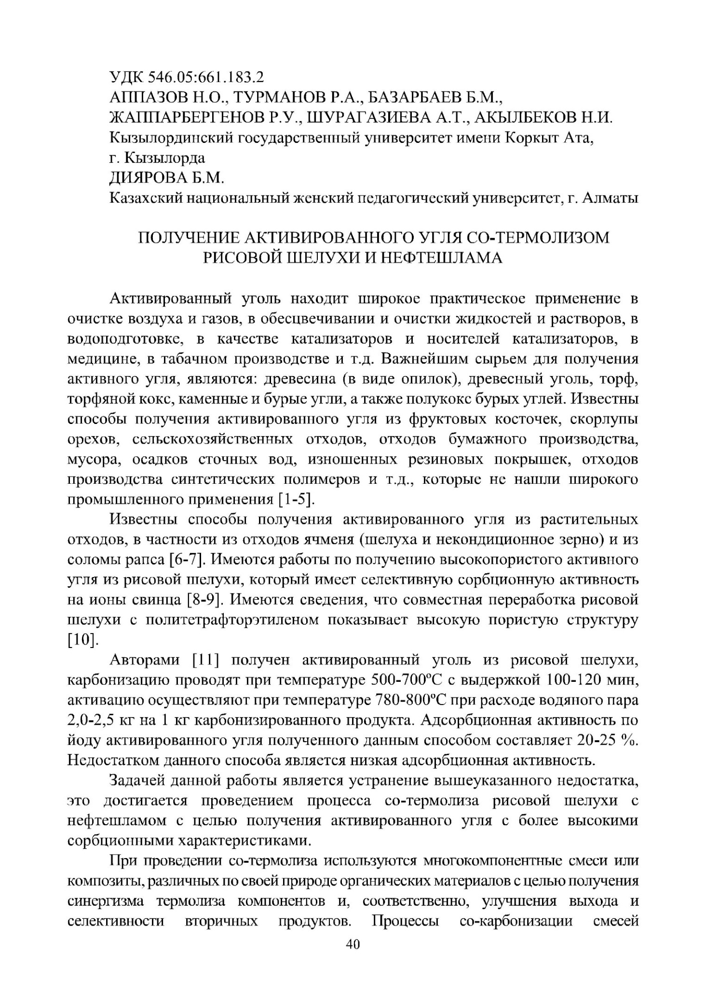 УДК 546.05:661.183.2
АППАЗОВ Н.О., ТУРМАНОВ Р.А., БАЗАРБАЕВ Б.М.,
ЖАППАРБЕРГЕНОВ Р.У., ШУРАГАЗИЕВА А.Т., АКЫЛБЕКОВ Н.И.
Кызылординский государственный университет имени Коркыт Ата,
г. Кызылорда
ДИЯРОВА Б.М.
Казахский национальный женский педагогический университет, г. Алматы
ПОЛУЧЕНИЕ АКТИВИРОВАННОГО УГЛЯ СО-ТЕРМОЛИЗОМ
РИСОВОЙ ШЕЛУХИ И НЕФТЕШЛАМА
Активированный уголь находит широкое практическое применение в
очистке воздуха и газов, в обесцвечивании и очистки жидкостей и растворов, в
водоподготовке, в качестве катализаторов и носителей катализаторов, в
медицине, в табачном производстве и т.д. Важнейшим сырьем для получения
активного угля, являются: древесина (в виде опилок), древесный уголь, торф,
торфяной кокс, каменные и бурые угли, а также полукокс бурых углей. Известны
способы получения активированного угля из фруктовых косточек, скорлупы
орехов, сельскохозяйственных отходов, отходов бумажного производства,
мусора, осадков сточных вод, изношенных резиновых покрышек, отходов
производства синтетических полимеров и т.д., которые не нашли широкого
промышленного применения [1-5].
Известны способы получения активированного угля из растительных
отходов, в частности из отходов ячменя (шелуха и некондиционное зерно) и из
соломы рапса [6-7]. Имеются работы по получению высокопористого активного
угля из рисовой шелухи, который имеет селективную сорбционную активность
на ионы свинца [8-9]. Имеются сведения, что совместная переработка рисовой
шелухи с политетрафторэтиленом показывает высокую пористую структуру
[10].
Авторами [11] получен активированный уголь из рисовой шелухи,
карбонизацию проводят при температуре 500-700ºС с выдержкой 100-120 мин,
активацию осуществляют при температуре 780-800ºС при расходе водяного пара
2,0-2,5 кг на 1 кг карбонизированного продукта. Адсорбционная активность по
йоду активированного угля полученного данным способом составляет 20-25 %.
Недостатком данного способа является низкая адсорбционная активность.
Задачей данной работы является устранение вышеуказанного недостатка,
это достигается проведением процесса со-термолиза рисовой шелухи с
нефтешламом с целью получения активированного угля с более высокими
сорбционными характеристиками.
При проведении со-термолиза используются многокомпонентные смеси или
композиты, различных по своей природе органических материалов с целью получения
синергизма термолиза компонентов и, соответственно, улучшения выхода и
селективности вторичных продуктов. Процессы со-карбонизации смесей
40